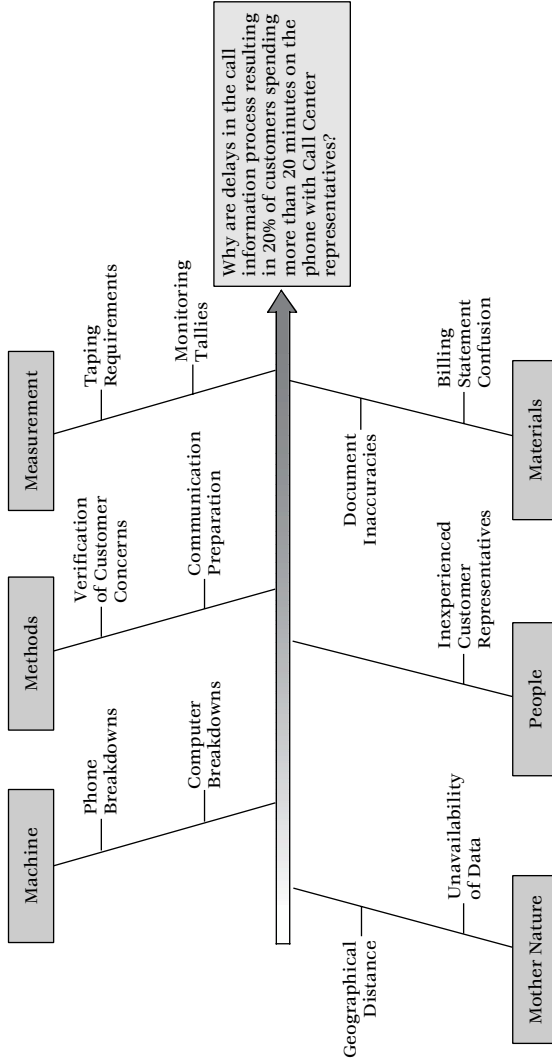 Machine
Methods
Measurement
Phone
Breakdowns
Computer
Breakdowns
Verification
of Customer
Concerns
Communication
Preparation
Taping
Requirements
Monitoring
Tallies
Why are delays in the call
information process resulting
in 20% of customers spending
more than 20 minutes on the
phone with Call Center
representatives?
Geographical
Distance
Unavailability
of Data
Inexperienced
Customer
Representatives
Document
Inaccuracies
Billing
Statement
Confusion
Mother Nature
People
Materials